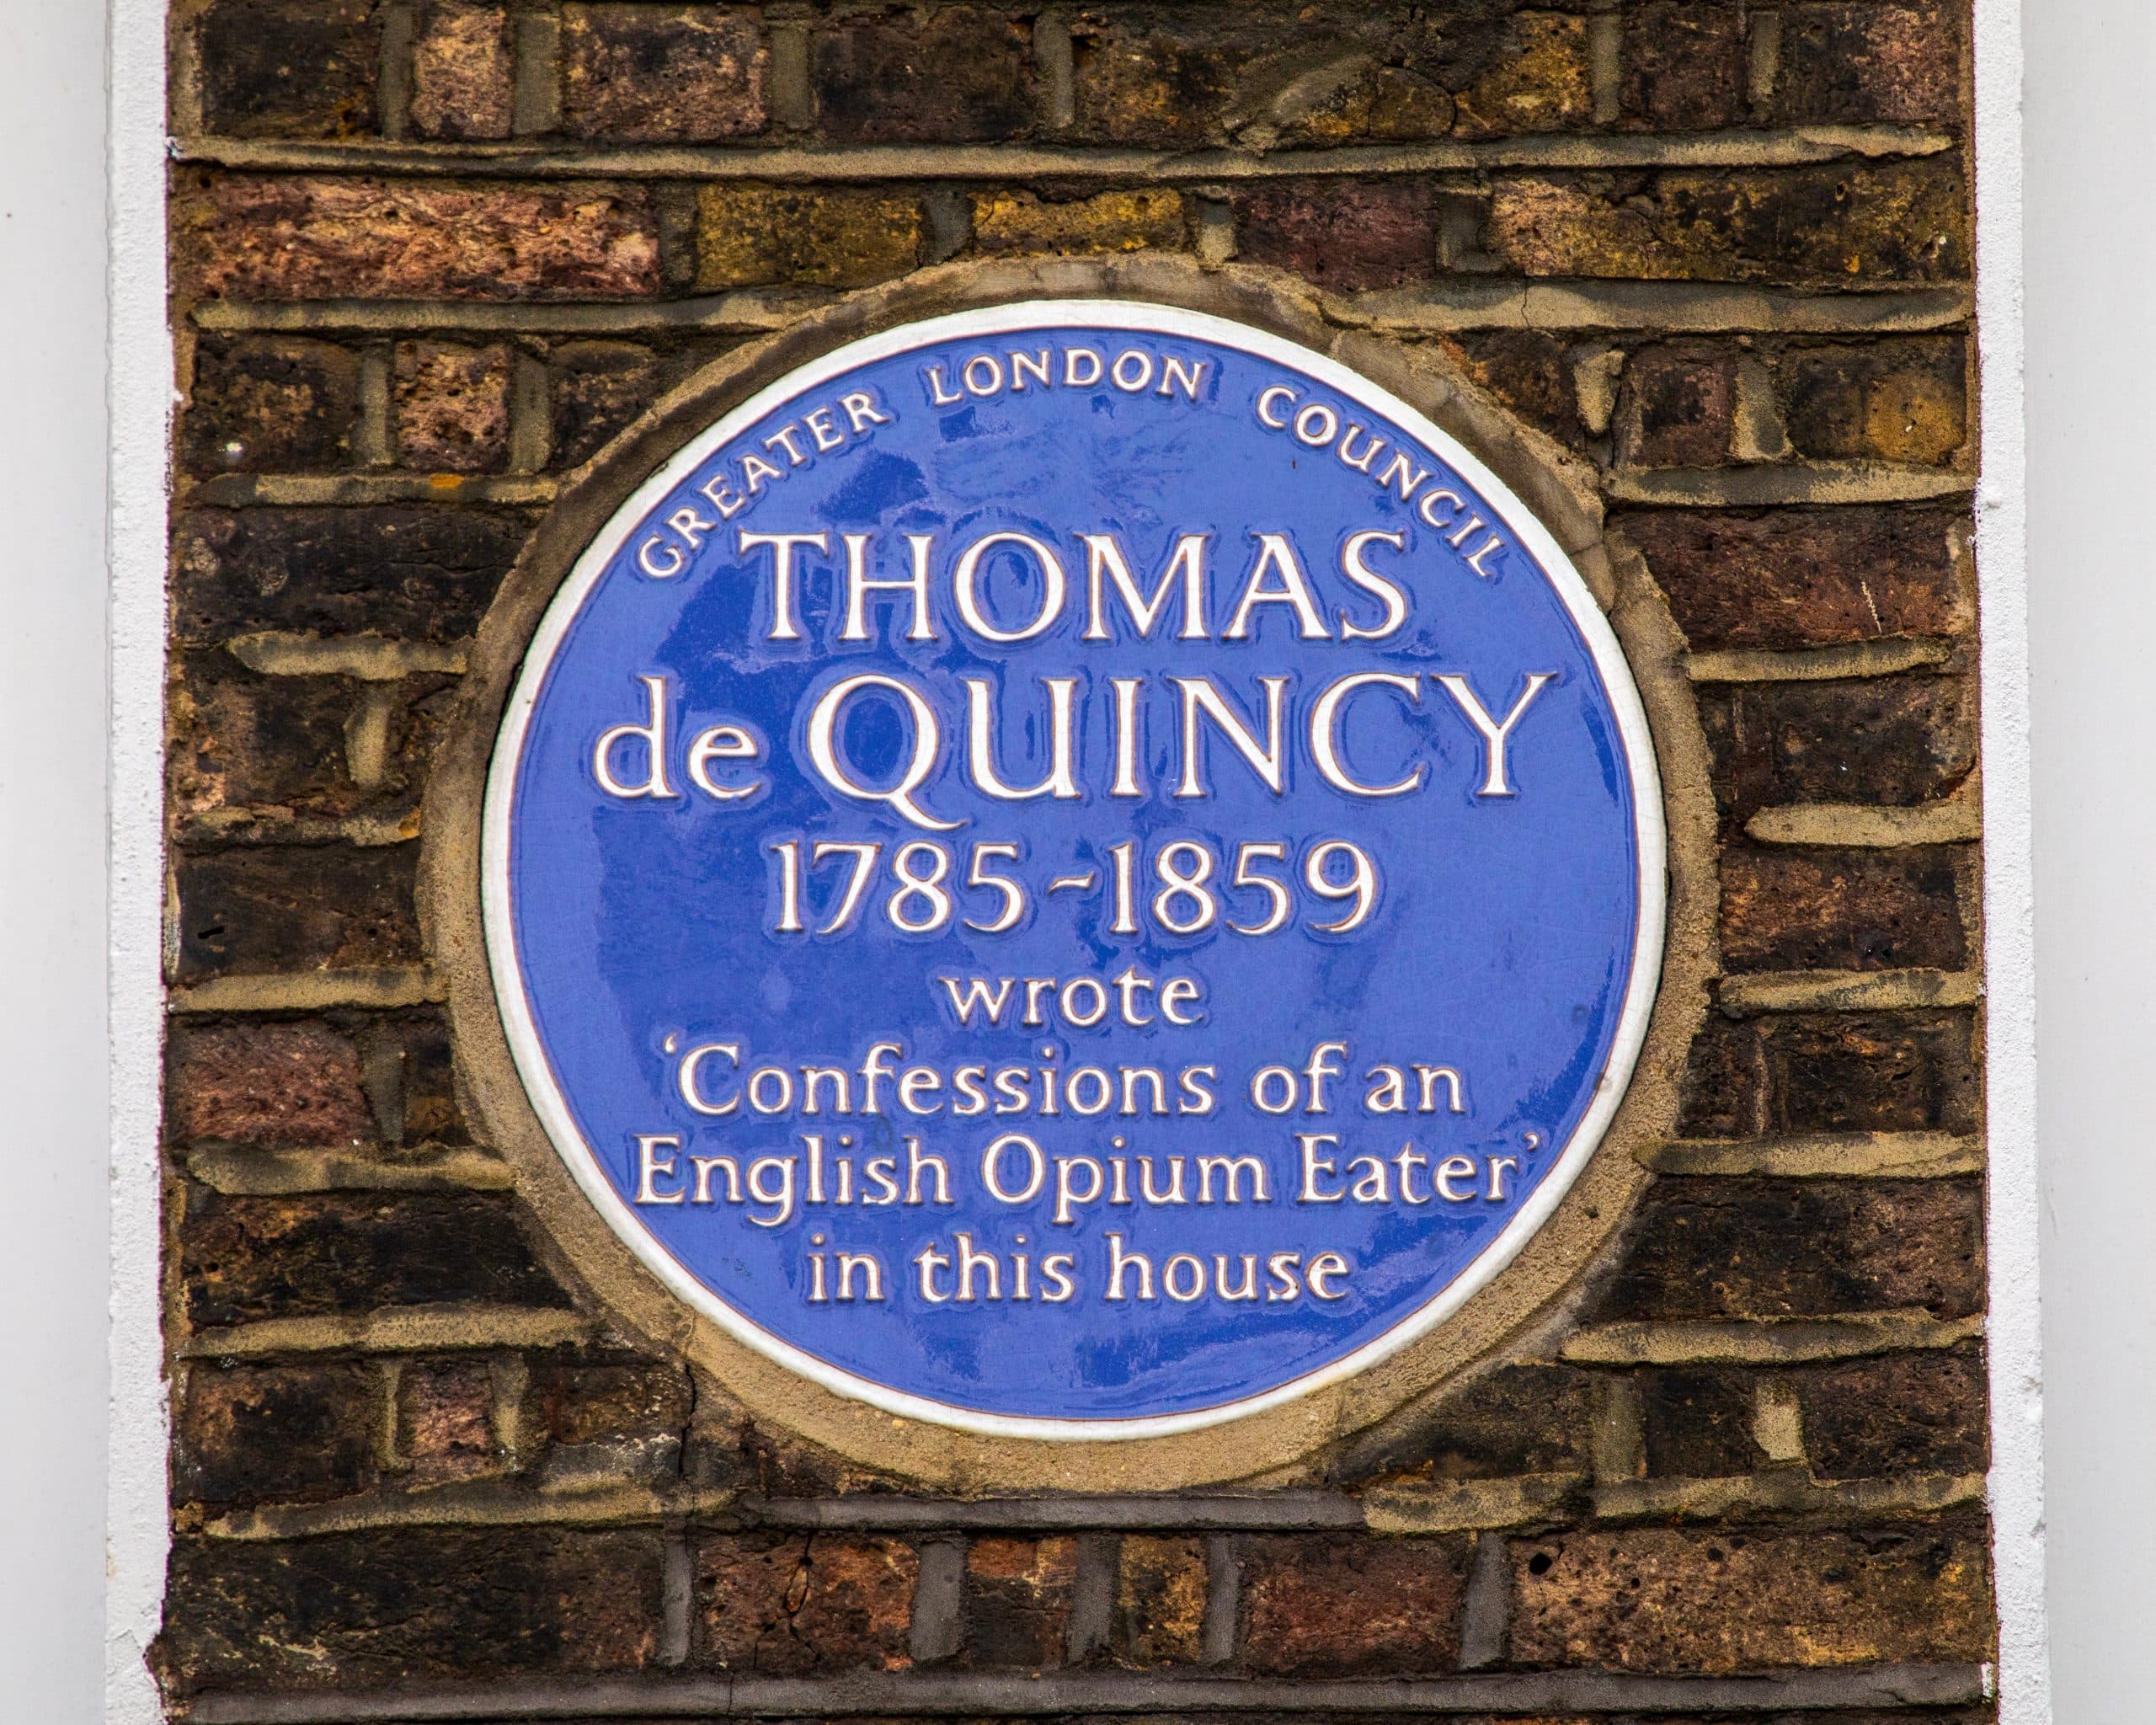 GREATER LONDON COUNCIL
THOMAS
de QUINCY
1785~1859
wrote
‘Confessions of an
English Opium Eater’
in this house